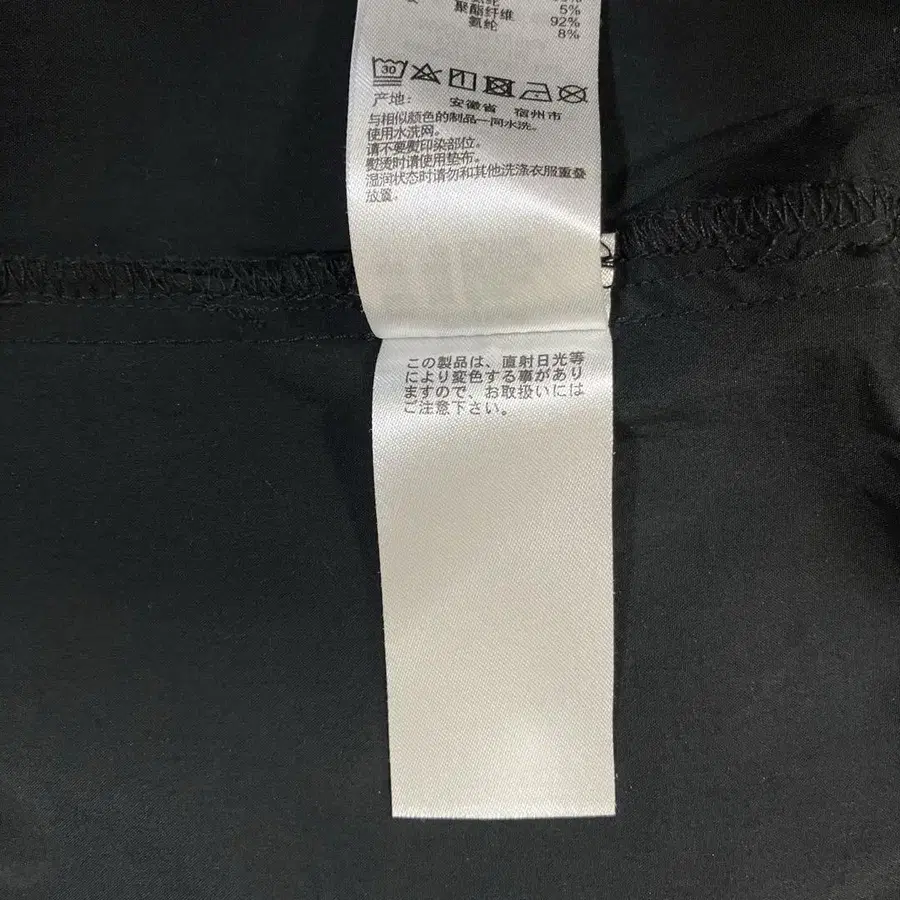 5%
聚酯纤维 92%
氨纶 8%
30
产地: 安徽省 宿州市
与相似颜色的制品一同水洗。
使用水洗网。
请不要熨印染部位。
熨烫时请使用垫布。
湿润状态时请勿和其他洗涤衣服重叠
放置。
この製品は、直射日光等
により変色する事があり
ますので、お取扱いには
ご注意下さい。